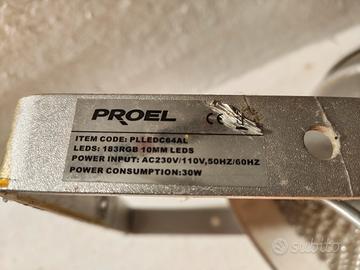 PROEL
CE
ITEM CODE: PLLEDC64AL
LEDS: 183RGB 10MM LEDS
POWER INPUT: AC230V/110V,50HZ/60HZ
POWER CONSUMPTION:30W
subito